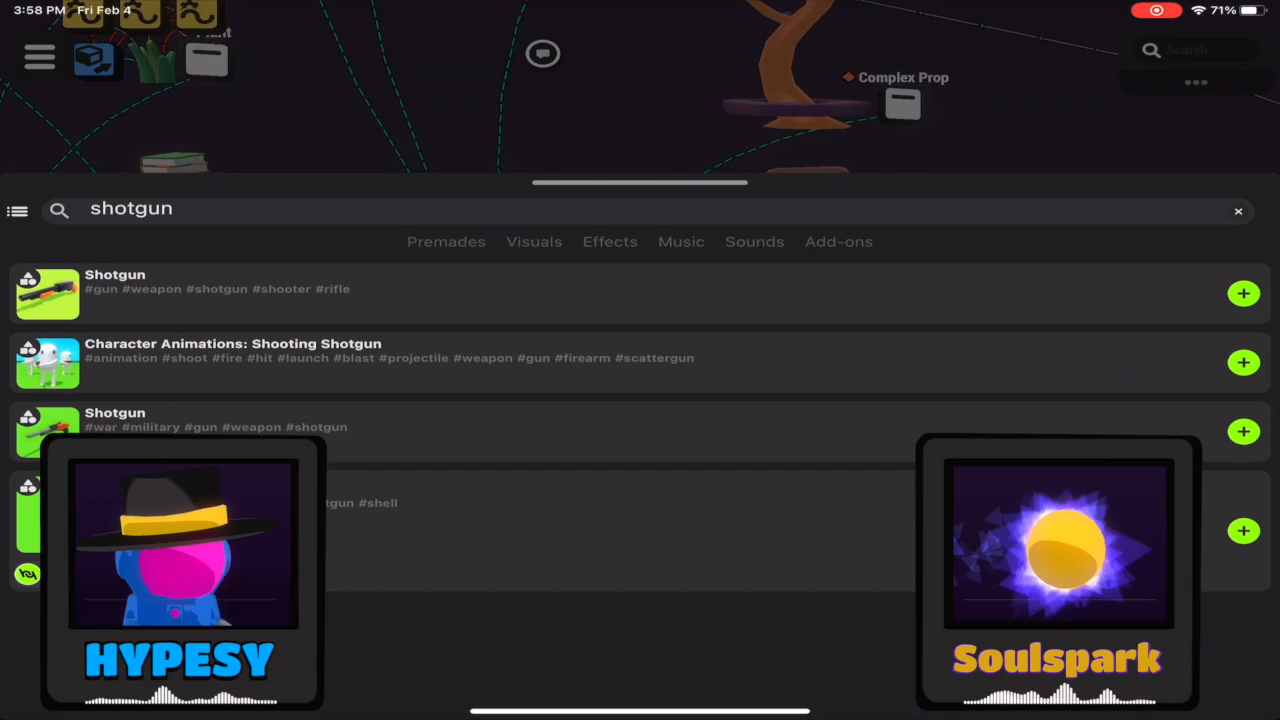 3:58 PM Fri Feb 4
71%
Search
Complex Prop
shotgun
Premades Visuals Effects Music Sounds Add-ons
Shotgun
#gun #weapon #shotgun #shooter #rifle
Character Animations: Shooting Shotgun
#animation #shoot #fire #hit #launch #blast #projectile #weapon #gun #firearm #scattergun
Shotgun
#war #military #gun #weapon #shotgun
#shell
HYPESY
Soulspark